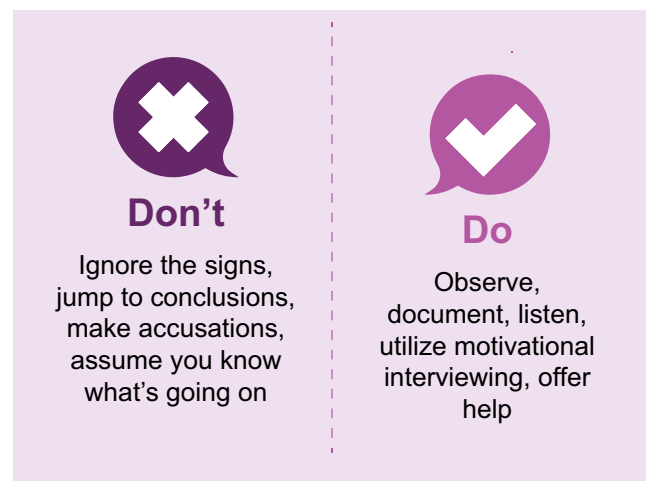 Don't
Ignore the signs,
jump to conclusions,
make accusations,
assume you know
what's going on
Do
Observe,
document, listen,
utilize motivational
interviewing, offer
help